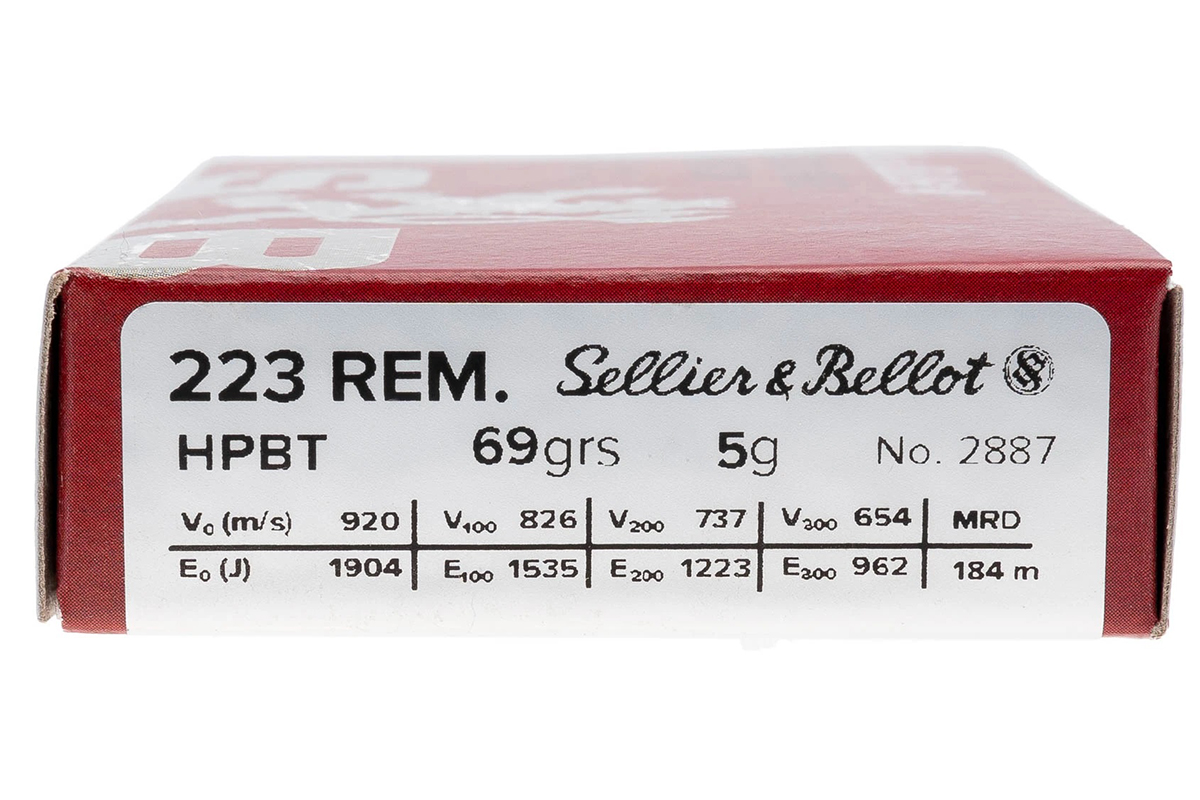 SB
223 REM. Sellier & Bellot
HPBT 69grs 5g No. 2887
V₀ (m/s) 920 V₁₀₀ 826 V₂₀₀ 737 V₃₀₀ 654 MRD
E₀ (J) 1904 E₁₀₀ 1535 E₂₀₀ 1223 E₃₀₀ 962 184 m